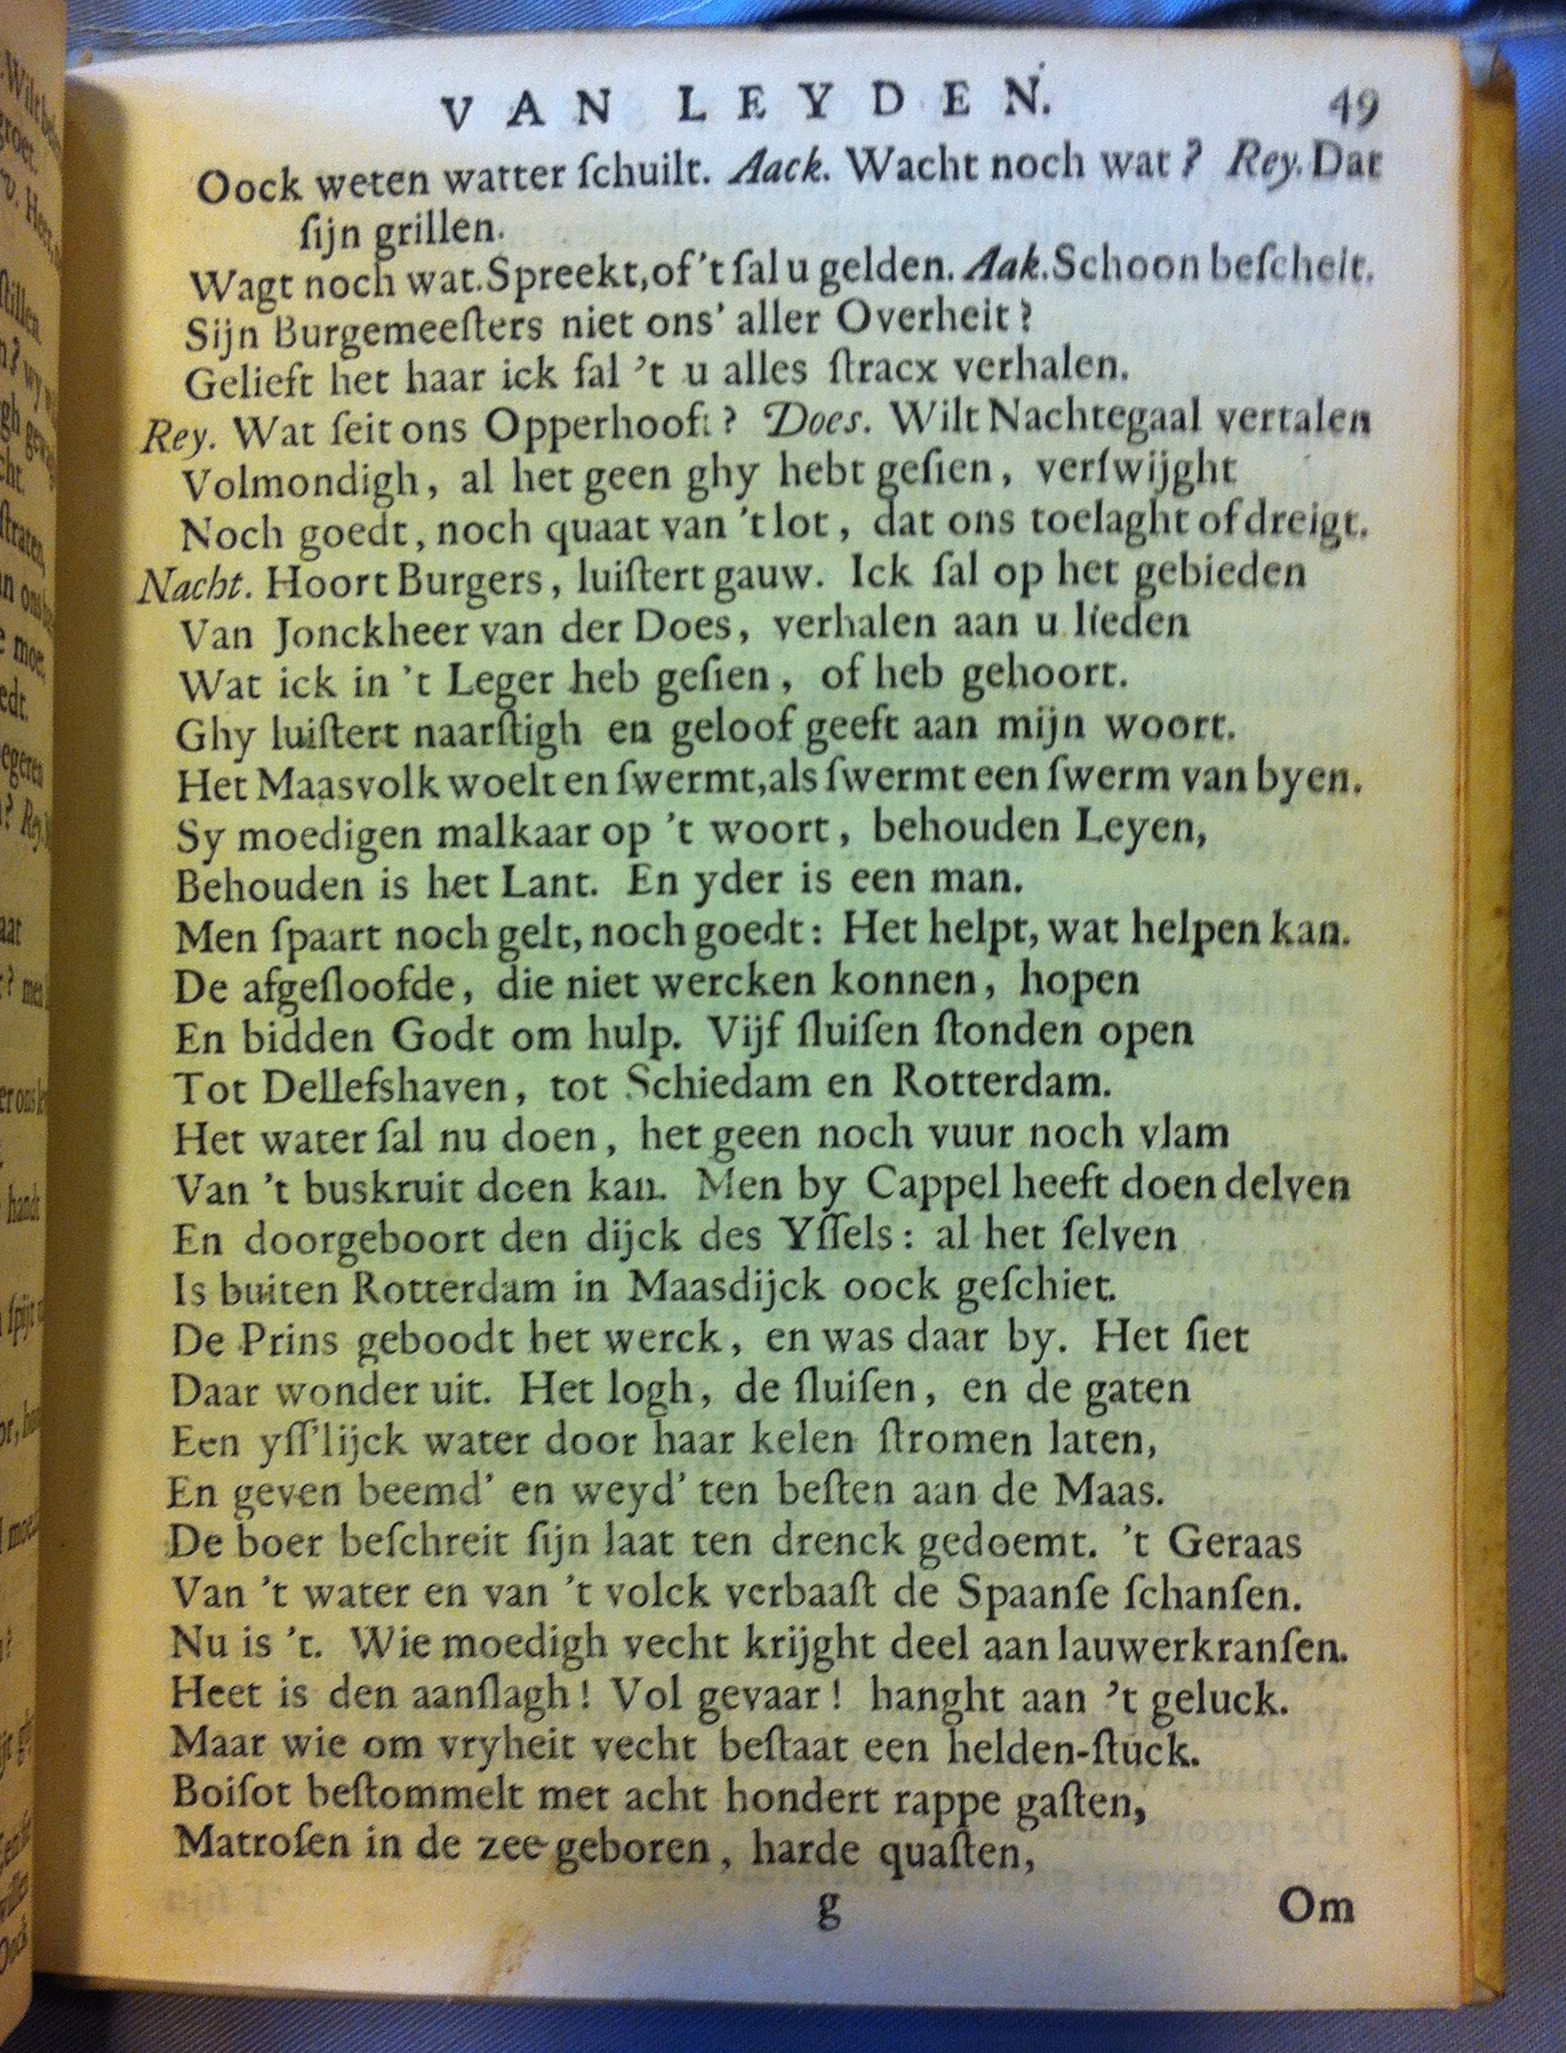 VAN LEYDEN. 49
Oock weten watter ſchuilt. Aack. Wacht noch wat? Rey. Dat
ſijn grillen.
Wagt noch wat. Spreekt, of 't ſal u gelden. Aak. Schoon beſcheit.
Sijn Burgemeeſters niet ons' aller Overheit?
Gelieft het haar ick ſal 't u alles ſtracx verhalen.
Rey. Wat ſeit ons Opperhooft? Does. Wilt Nachtegaal vertalen
Volmondigh, al het geen ghy hebt geſien, verſwijght
Noch goedt, noch quaat van 't lot, dat ons toelaght of dreigt.
Nacht. Hoort Burgers, luiſtert gauw. Ick ſal op het gebieden
Van Jonckheer van der Does, verhalen aan u lieden
Wat ick in 't Leger heb geſien, of heb gehoort.
Ghy luiſtert naarſtigh en geloof geeft aan mijn woort.
Het Maasvolk woelt en ſwermt, als ſwermt een ſwerm van byen.
Sy moedigen malkaar op 't woort, behouden Leyen,
Behouden is het Lant. En yder is een man.
Men ſpaart noch gelt, noch goedt: Het helpt, wat helpen kan.
De afgeſloofde, die niet wercken konnen, hopen
En bidden Godt om hulp. Vijf ſluiſen ſtonden open
Tot Dellefshaven, tot Schiedam en Rotterdam.
Het water ſal nu doen, het geen noch vuur noch vlam
Van 't buskruit doen kan. Men by Cappel heeft doen delven
En doorgeboort den dijck des Yſſels: al het ſelven
Is buiten Rotterdam in Maasdijck oock geſchiet.
De Prins geboodt het werck, en was daar by. Het ſiet
Daar wonder uit. Het logh, de ſluiſen, en de gaten
Een yſſ'lijck water door haar kelen ſtromen laten,
En geven beemd' en weyd' ten beſten aan de Maas.
De boer beſchreit ſijn laat ten drenck gedoemt. 't Geraas
Van 't water en van 't volck verbaaſt de Spaanſe ſchanſen.
Nu is 't. Wie moedigh vecht krijght deel aan lauwerkranſen.
Heet is den aanſlagh! Vol gevaar! hanght aan 't geluck.
Maar wie om vryheit vecht beſtaat een helden-ſtuck.
Boiſot beſtommelt met acht hondert rappe gaſten,
Matroſen in de zee geboren, harde quaſten,
g Om